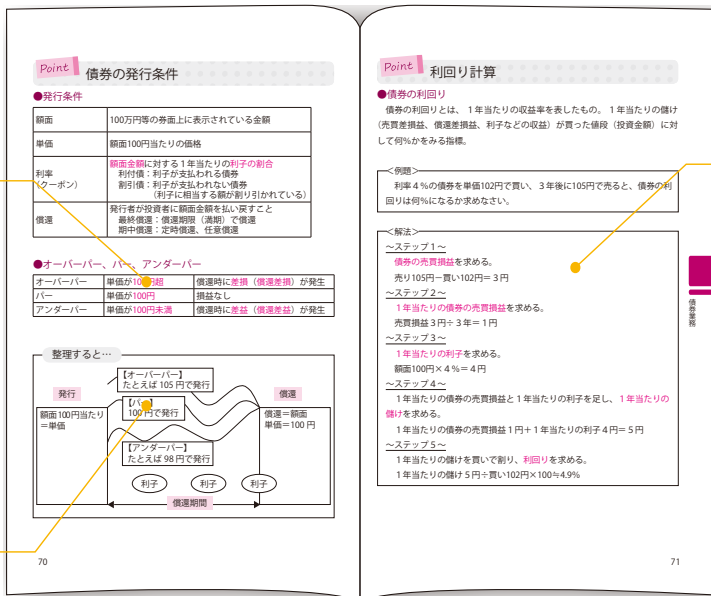 Point 債券の発行条件
●発行条件
額面 100万円等の券面上に表示されている金額
単価 額面100円当たりの価格
利率
(クーポン)
額面金額に対する1年当たりの利子の割合
利付債:利子が支払われる債券
割引債:利子が支払われない債券
(利子に相当する額が割り引かれている)
償還
発行者が投資者に額面金額を払い戻すこと
最終償還:償還期限(満期)で償還
期中償還:定時償還、任意償還
●オーバーパー、パー、アンダーパー
オーバーパー 単価が100円超 償還時に差損(償還差損)が発生
パー 単価が100円 損益なし
アンダーパー 単価が100円未満 償還時に差益(償還差益)が発生
整理すると…
発行
額面100円当たり
=単価
【オーバーパー】
たとえば 105 円で発行
【パー】
100 円で発行
【アンダーパー】
たとえば 98 円で発行
償還
償還=額面
単価=100 円
利子 利子 利子
償還期間
70
Point 利回り計算
●債券の利回り
債券の利回りとは、1年当たりの収益率を表したもの。1年当たりの儲け
(売買差損益、償還差損益、利子などの収益)が買った値段(投資金額)に対
して何%かをみる指標。
<例題>
利率4%の債券を単価102円で買い、3年後に105円で売ると、債券の利
回りは何%になるか求めなさい。
<解法>
~ステップ1~
債券の売買損益を求める。
売り105円-買い102円=3円
~ステップ2~
1年当たりの債券の売買損益を求める。
売買損益3円÷3年=1円
~ステップ3~
1年当たりの利子を求める。
額面100円×4%=4円
~ステップ4~
1年当たりの債券の売買損益と1年当たりの利子を足し、1年当たりの
儲けを求める。
1年当たりの債券の売買損益1円+1年当たりの利子4円=5円
~ステップ5~
1年当たりの儲けを買いで割り、利回りを求める。
1年当たりの儲け5円÷買い102円×100≒4.9%
債券業務
71